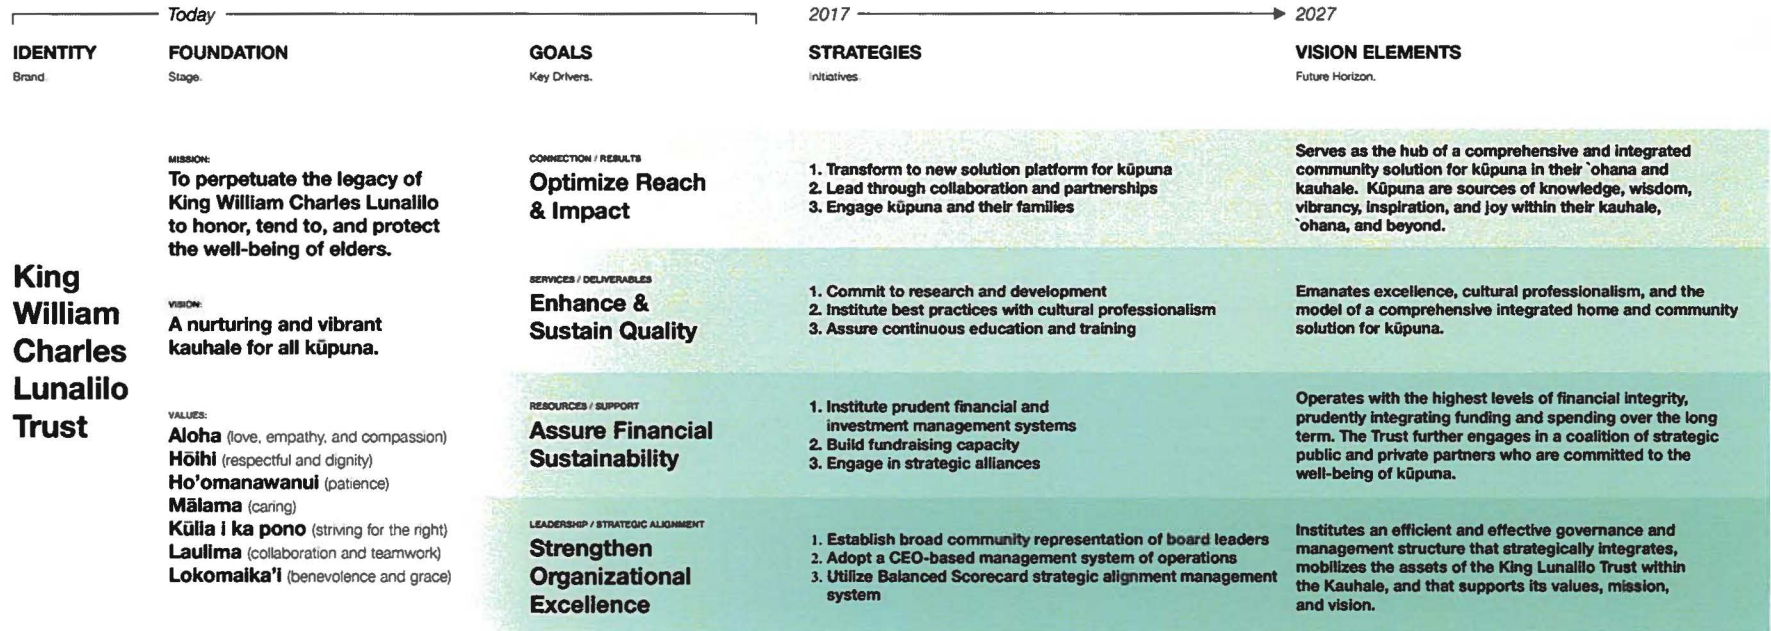 Today
2017
2027
IDENTITY
Brand.
FOUNDATION
Stage.
GOALS
Key Drivers.
STRATEGIES
Initiatives.
VISION ELEMENTS
Future Horizon.
King
William
Charles
Lunalilo
Trust
MISSION:
To perpetuate the legacy of
King William Charles Lunalilo
to honor, tend to, and protect
the well-being of elders.
VISION:
A nurturing and vibrant
kauhale for all kūpuna.
VALUES:
Aloha (love, empathy, and compassion)
Hōihi (respectful and dignity)
Ho'omanawanui (patience)
Mālama (caring)
Kūlia i ka pono (striving for the right)
Laulima (collaboration and teamwork)
Lokomaika'i (benevolence and grace)
CONNECTION / RESULTS
Optimize Reach
& Impact
1. Transform to new solution platform for kūpuna
2. Lead through collaboration and partnerships
3. Engage kūpuna and their families
Serves as the hub of a comprehensive and integrated
community solution for kūpuna in their `ohana and
kauhale. Kūpuna are sources of knowledge, wisdom,
vibrancy, inspiration, and joy within their kauhale,
`ohana, and beyond.
SERVICES / DELIVERABLES
Enhance &
Sustain Quality
1. Commit to research and development
2. Institute best practices with cultural professionalism
3. Assure continuous education and training
Emanates excellence, cultural professionalism, and the
model of a comprehensive integrated home and community
solution for kūpuna.
RESOURCES / SUPPORT
Assure Financial
Sustainability
1. Institute prudent financial and
investment management systems
2. Build fundraising capacity
3. Engage in strategic alliances
Operates with the highest levels of financial integrity,
prudently integrating funding and spending over the long
term. The Trust further engages in a coalition of strategic
public and private partners who are committed to the
well-being of kūpuna.
LEADERSHIP / STRATEGIC ALIGNMENT
Strengthen
Organizational
Excellence
1. Establish broad community representation of board leaders
2. Adopt a CEO-based management system of operations
3. Utilize Balanced Scorecard strategic alignment management
system
Institutes an efficient and effective governance and
management structure that strategically integrates,
mobilizes the assets of the King Lunalilo Trust within
the Kauhale, and that supports its values, mission,
and vision.